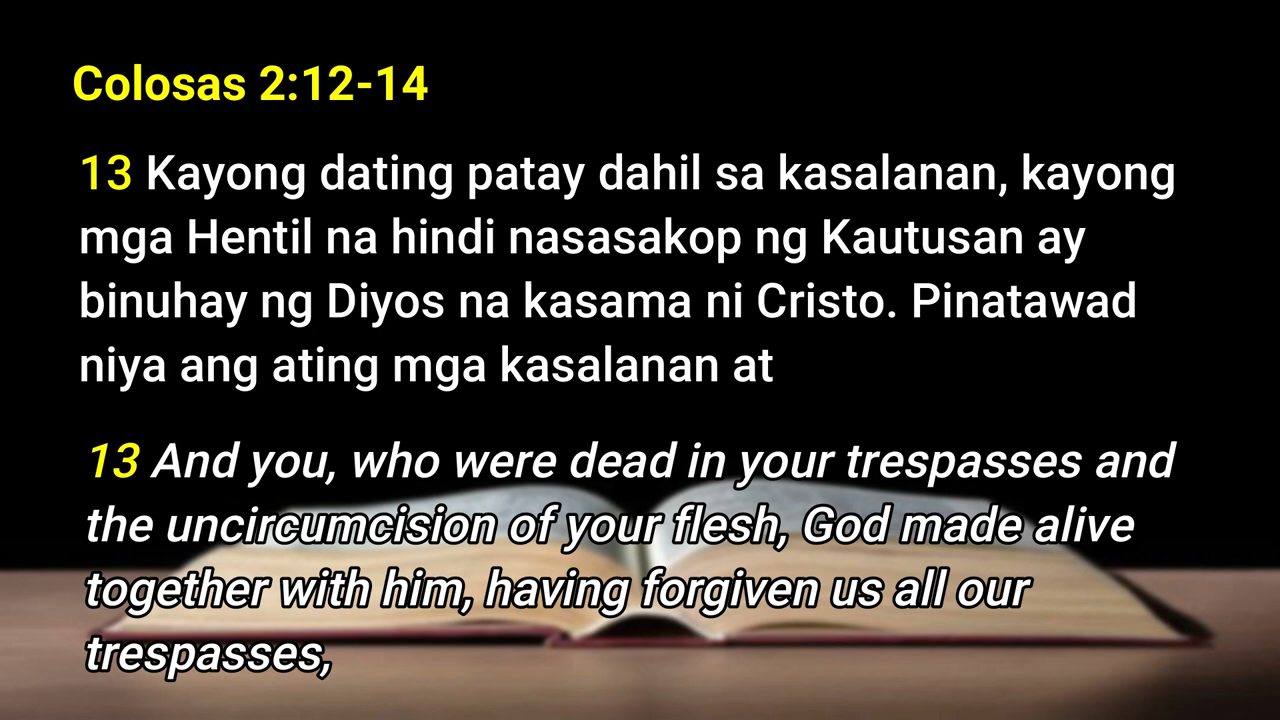 Colosas 2:12-14
13 Kayong dating patay dahil sa kasalanan, kayong
mga Hentil na hindi nasasakop ng Kautusan ay
binuhay ng Diyos na kasama ni Cristo. Pinatawad
niya ang ating mga kasalanan at
13 And you, who were dead in your trespasses and
the uncircumcision of your flesh, God made alive
together with him, having forgiven us all our
trespasses,